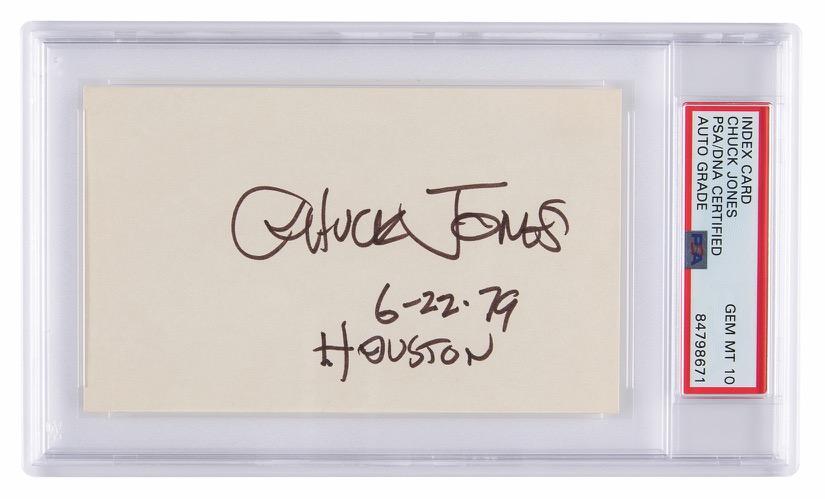 CHUCK JONES
6-22-79
HOUSTON
INDEX CARD
CHUCK JONES
PSA/DNA CERTIFIED
AUTO GRADE
PSA
GEM MT 10
84798671